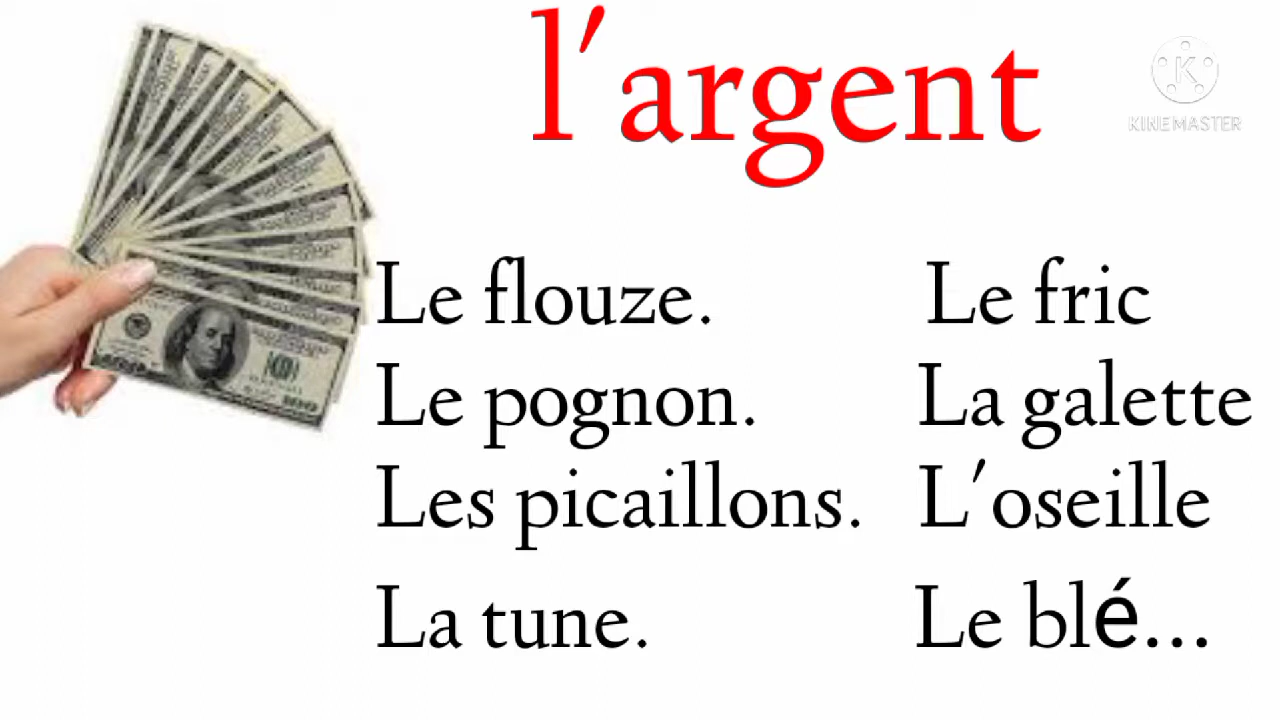 l'argent
KINEMASTER
Le flouze. Le fric
Le pognon. La galette
Les picaillons. L'oseille
La tune. Le blé...